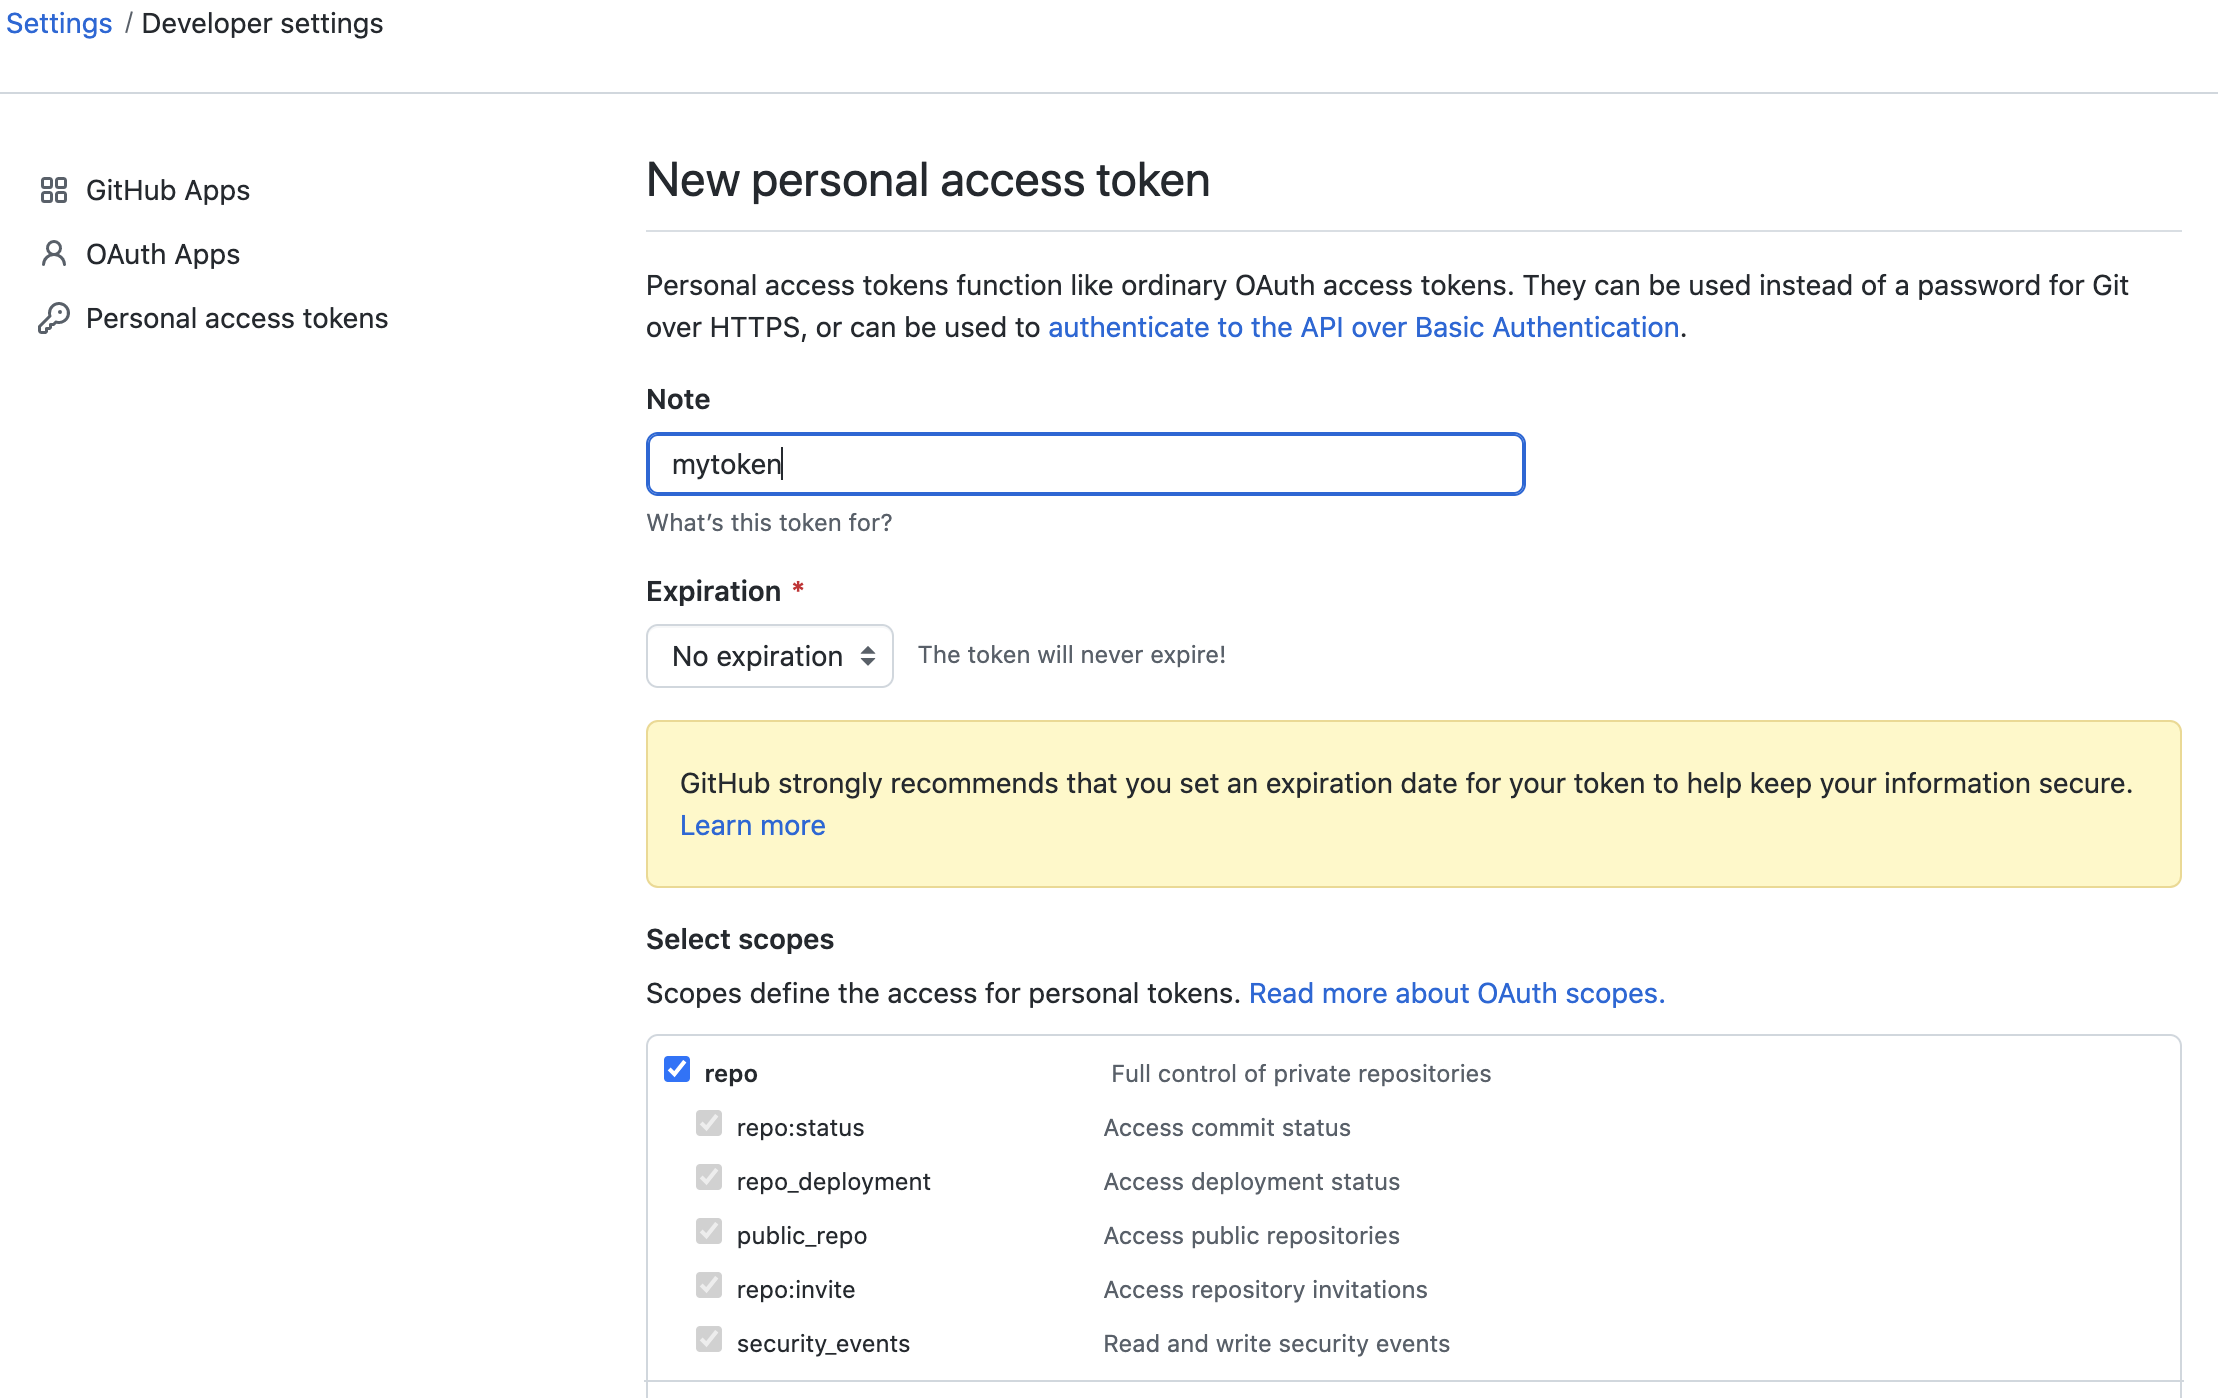 Settings / Developer settings
GitHub Apps
OAuth Apps
Personal access tokens
New personal access token
Personal access tokens function like ordinary OAuth access tokens. They can be used instead of a password for Git
over HTTPS, or can be used to authenticate to the API over Basic Authentication.
Note
mytoken
What's this token for?
Expiration *
No expiration The token will never expire!
GitHub strongly recommends that you set an expiration date for your token to help keep your information secure.
Learn more
Select scopes
Scopes define the access for personal tokens. Read more about OAuth scopes.
repo Full control of private repositories
repo:status Access commit status
repo_deployment Access deployment status
public_repo Access public repositories
repo:invite Access repository invitations
security_events Read and write security events